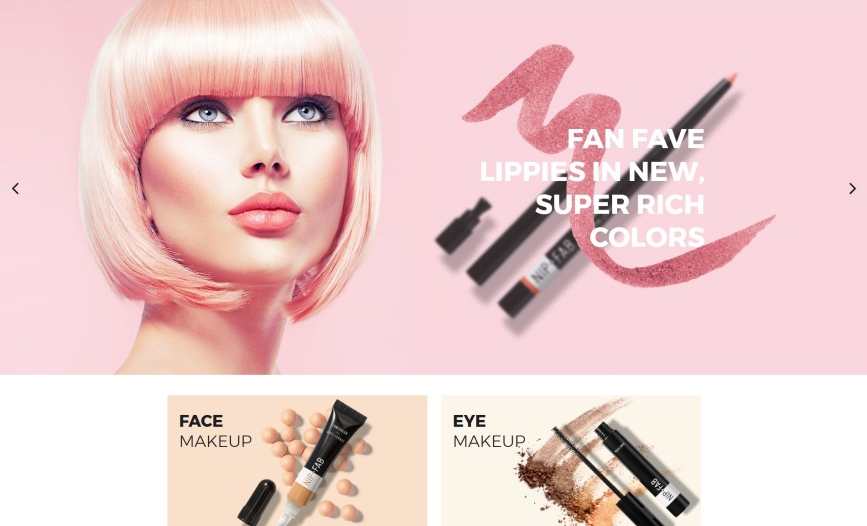 FAN FAVE
LIPPIES IN NEW,
SUPER RICH
COLORS
NIP+FAB
FACE
MAKEUP
NIP+FAB
EYE
MAKEUP
NIP+FAB